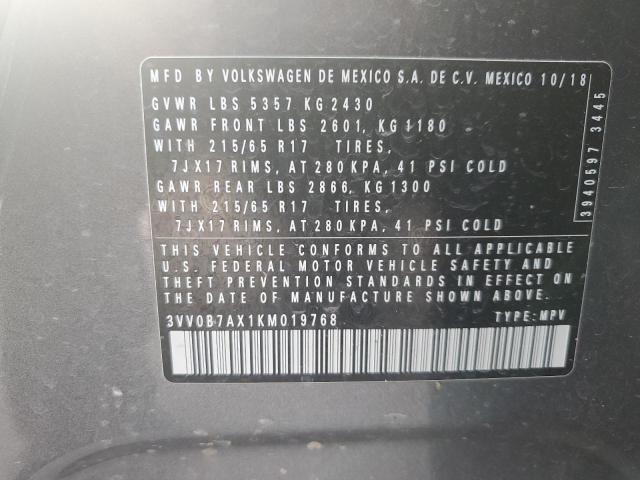 MFD BY VOLKSWAGEN DE MEXICO S.A. DE C.V. MEXICO 10/18
GVWR LBS 5357 KG 2430
GAWR FRONT LBS 2601, KG 1180
WITH 215/65 R17 TIRES,
7JX17 RIMS, AT 280 KPA, 41 PSI COLD
GAWR REAR LBS 2866, KG 1300
WITH 215/65 R17 TIRES,
7JX17 RIMS, AT 280 KPA, 41 PSI COLD
3940597 3445
THIS VEHICLE CONFORMS TO ALL APPLICABLE
U.S. FEDERAL MOTOR VEHICLE SAFETY AND
THEFT PREVENTION STANDARDS IN EFFECT ON
THE DATE OF MANUFACTURE SHOWN ABOVE
3VV0B7AX1KM019768 TYPE: MPV